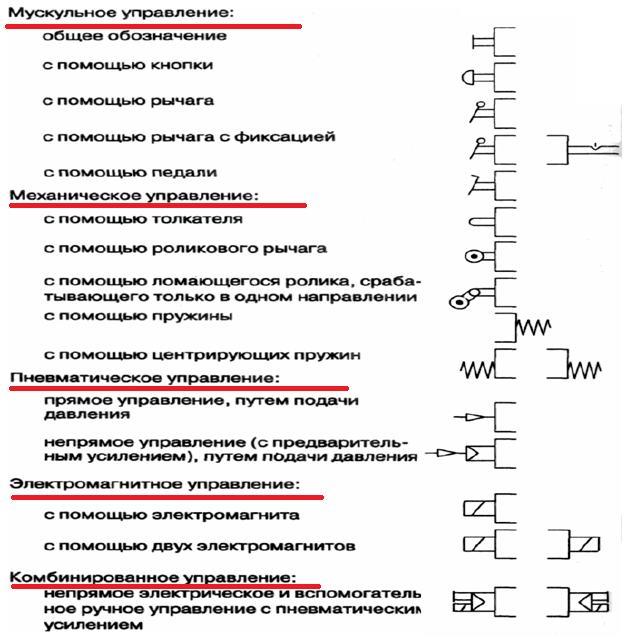 Мускульное управление:
общее обозначение
с помощью кнопки
с помощью рычага
с помощью рычага с фиксацией
с помощью педали
Механическое управление:
с помощью толкателя
с помощью роликового рычага
с помощью ломающегося ролика, сраба-
тывающего только в одном направлении
с помощью пружины
с помощью центрирующих пружин
Пневматическое управление:
прямое управление, путем подачи
давления
непрямое управление (с предваритель-
ным усилением), путем подачи давления
Электромагнитное управление:
с помощью электромагнита
с помощью двух электромагнитов
Комбинированное управление:
непрямое электрическое и вспомогатель
ное ручное управление с пневматическим
усилением